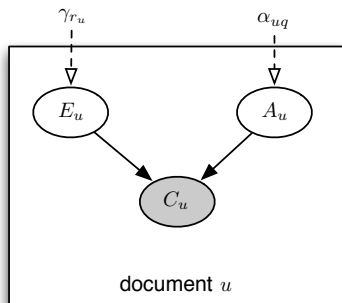 γ_{r_u} α_{uq}
E_u A_u
C_u
document u